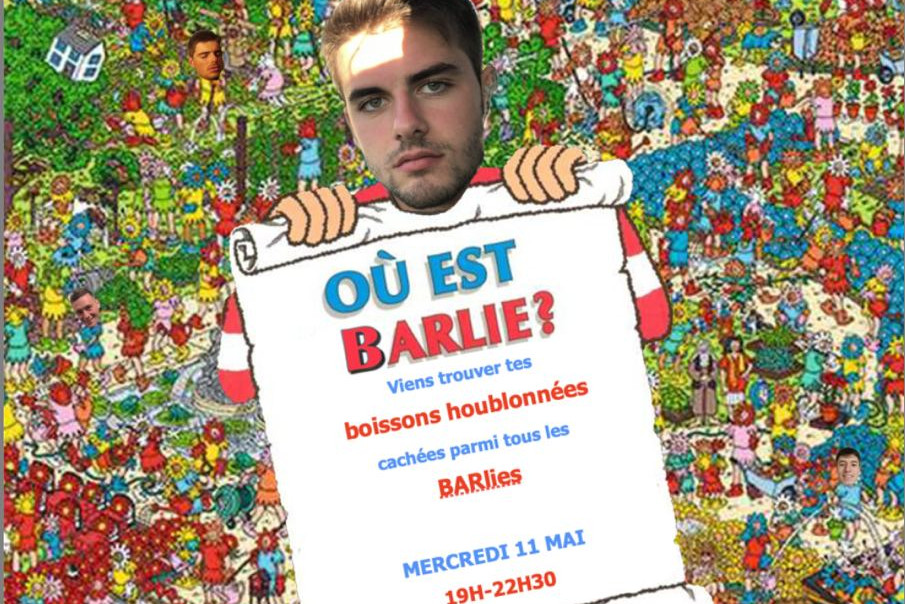 OÙ EST
BARLIE?
Viens trouver tes
boissons houblonnées
cachées parmi tous les
BARlies
MERCREDI 11 MAI
19H-22H30